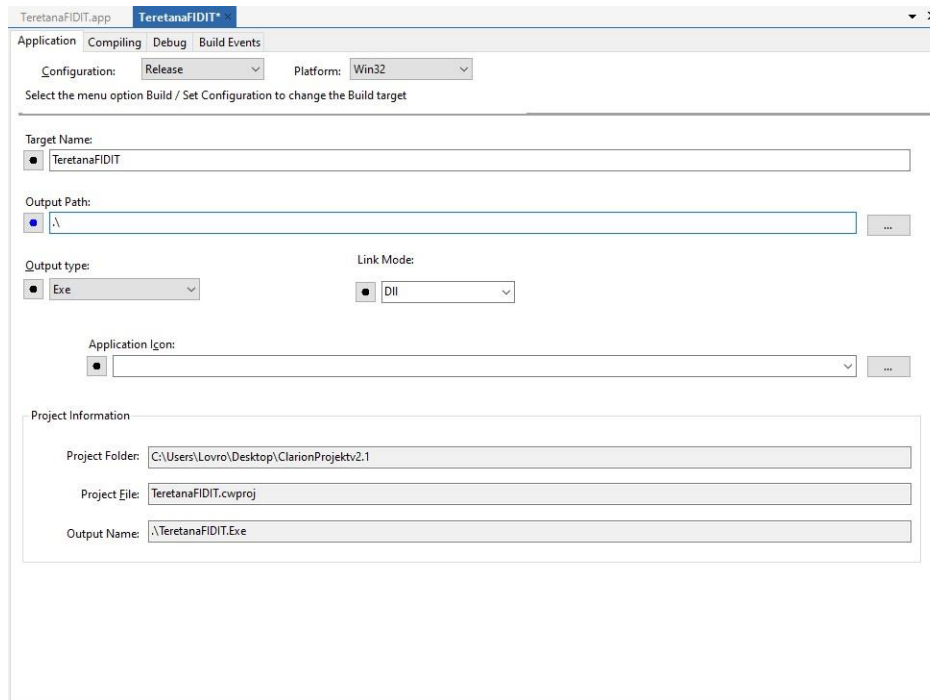 TeretanaFIDIT.app TeretanaFIDIT*
Application Compiling Debug Build Events
Configuration: Release Platform: Win32
Select the menu option Build / Set Configuration to change the Build target
Target Name:
TeretanaFIDIT
Output Path:
.\
...
Output type: Link Mode:
Exe Dll
Application Icon:
...
Project Information
Project Folder: C:\Users\Lovro\Desktop\ClarionProjektv2.1
Project File: TeretanaFIDIT.cwproj
Output Name: .\TeretanaFIDIT.Exe